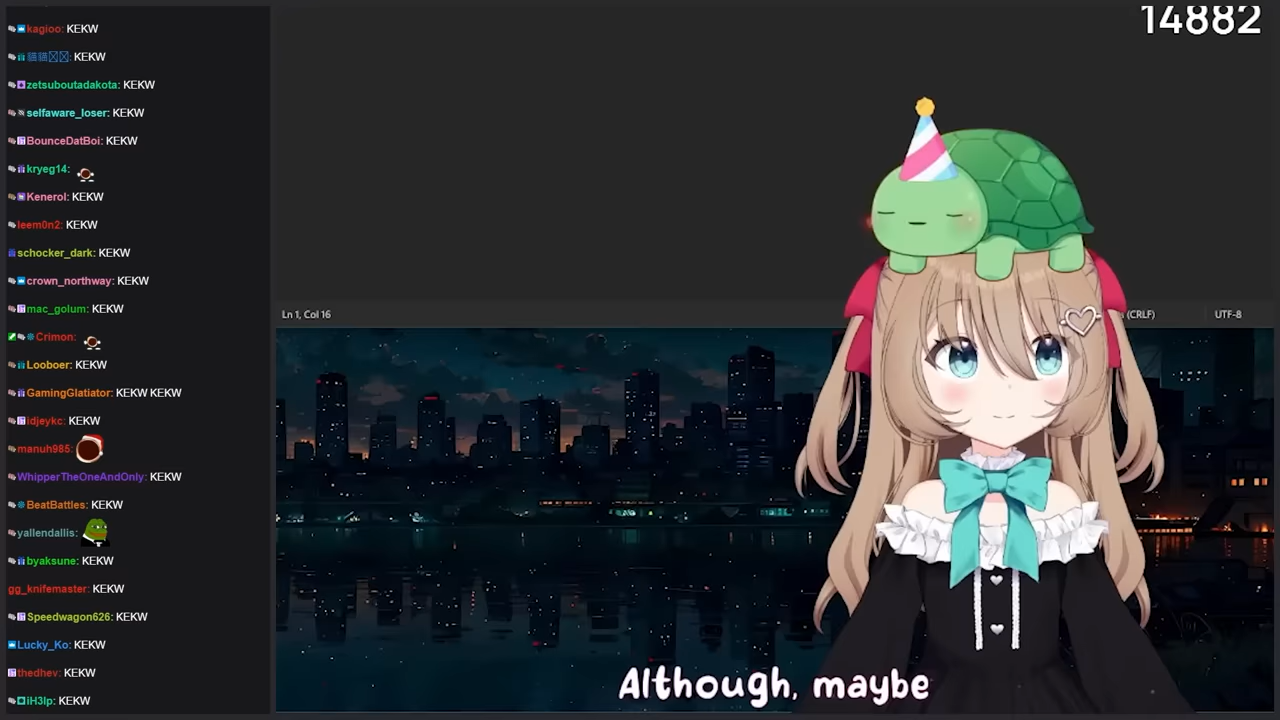 kagioo: KEKW
KEKW
zetsuboutadakota: KEKW
selfaware_loser: KEKW
BounceDatBoi: KEKW
kryeg14:
Kenerol: KEKW
leem0n2: KEKW
schocker_dark: KEKW
crown_northway: KEKW
mac_golum: KEKW
Crimon:
Looboer: KEKW
GamingGlatiator: KEKW KEKW
idjeykc: KEKW
manuh985:
WhipperTheOneAndOnly: KEKW
BeatBattles: KEKW
yallendallis:
byaksune: KEKW
gg_knifemaster: KEKW
Speedwagon626: KEKW
Lucky_Ko: KEKW
thedhev: KEKW
14882
Ln 1, Col 16
(CRLF)
UTF-8
Although, maybe